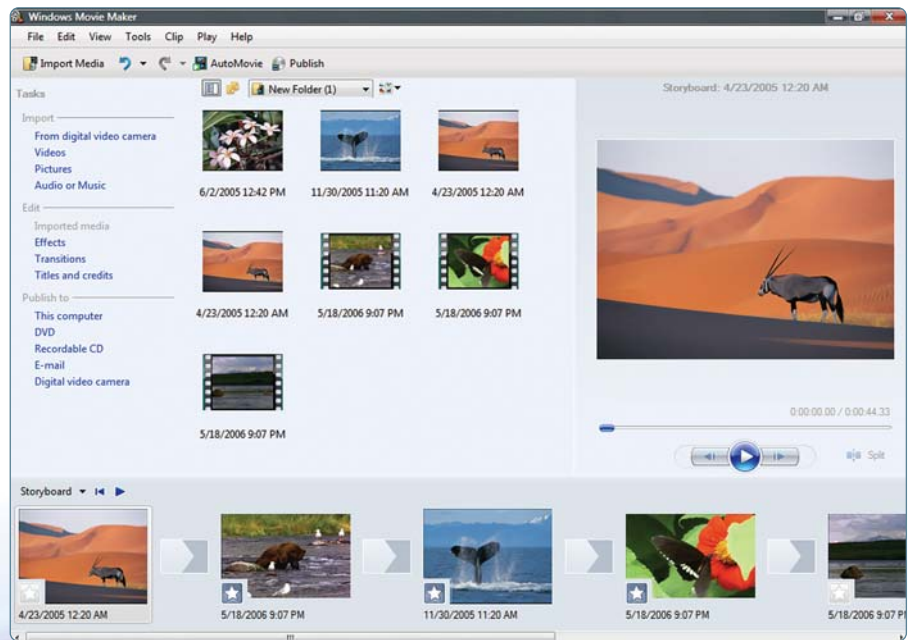 Windows Movie Maker
File Edit View Tools Clip Play Help
Import Media AutoMovie Publish
Tasks
Import
From digital video camera
Videos
Pictures
Audio or Music
Edit
Imported media
Effects
Transitions
Titles and credits
Publish to
This computer
DVD
Recordable CD
E-mail
Digital video camera
New Folder (1)
6/2/2005 12:42 PM 11/30/2005 11:20 AM 4/23/2005 12:20 AM
4/23/2005 12:20 AM 5/18/2006 9:07 PM 5/18/2006 9:07 PM
5/18/2006 9:07 PM
Storyboard: 4/23/2005 12:20 AM
0:00:00.00 / 0:00:44.33
Split
Storyboard
4/23/2005 12:20 AM 5/18/2006 9:07 PM 11/30/2005 11:20 AM 5/18/2006 9:07 PM 5/18/2006 9:07 P